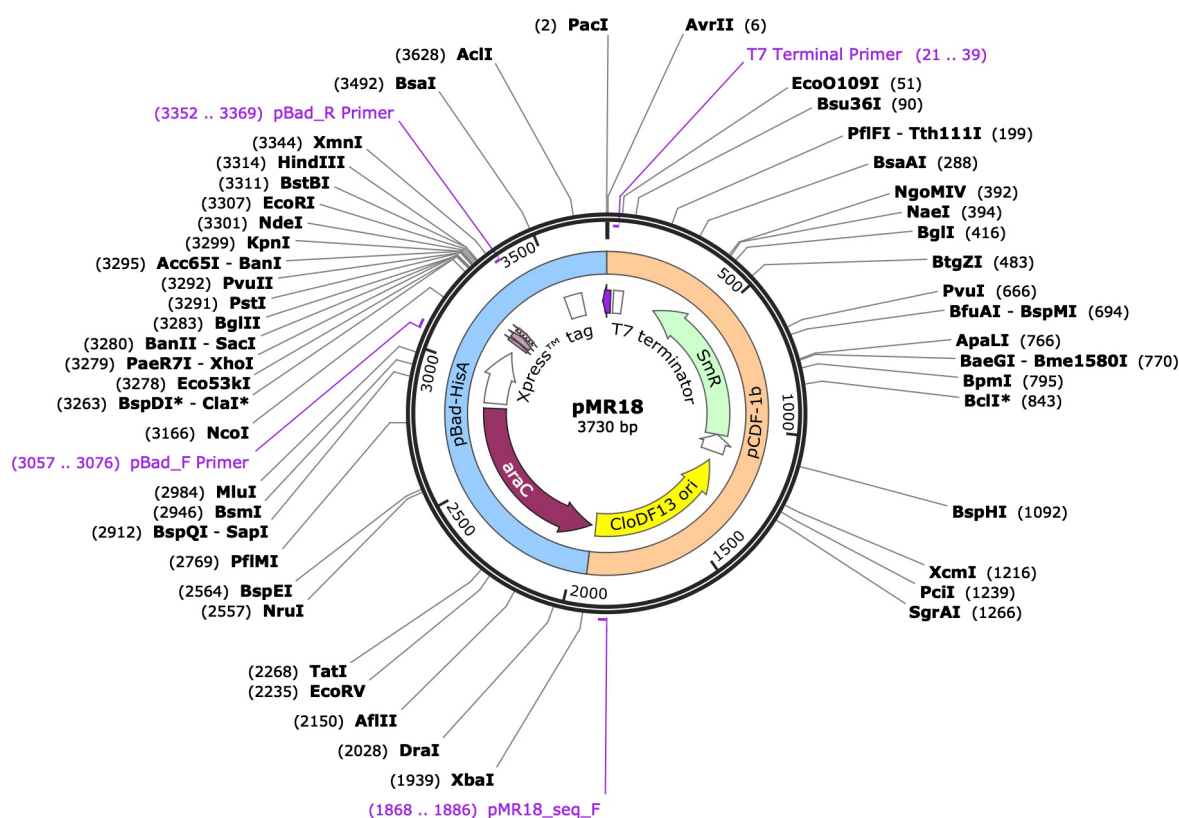 (2) PacI
AvrII (6)
(3628) AclI
T7 Terminal Primer (21 .. 39)
(3492) BsaI
EcoO109I (51)
Bsu36I (90)
(3352 .. 3369) pBad_R Primer
PflFI - Tth111I (199)
(3344) XmnI
(3314) HindIII
BsaAI (288)
(3311) BstBI
NgoMIV (392)
(3307) EcoRI
NaeI (394)
(3301) NdeI
BglI (416)
(3299) KpnI
(3295) Acc65I - BanI
BtgZI (483)
(3292) PvuII
PvuI (666)
(3291) PstI
BfuAI - BspMI (694)
(3283) BglII
(3280) BanII - SacI
ApaLI (766)
(3279) PaeR7I - XhoI
BaeGI - Bme1580I (770)
(3278) Eco53kI
BpmI (795)
(3263) BspDI* - ClaI*
BclI* (843)
(3166) NcoI
(3057 .. 3076) pBad_F Primer
(2984) MluI
(2946) BsmI
(2912) BspQI - SapI
BspHI (1092)
(2769) PflMI
XcmI (1216)
(2564) BspEI
PciI (1239)
(2557) NruI
SgrAI (1266)
(2268) TatI
(2235) EcoRV
(2150) AflII
(2028) DraI
(1939) XbaI
(1868 .. 1886) pMR18_seq_F
500
1000
1500
2000
2500
3000
3500
pBad-HisA
pCDF-1b
Xpress™ tag
T7 terminator
SmR
araC
CloDF13 ori
pMR18
3730 bp